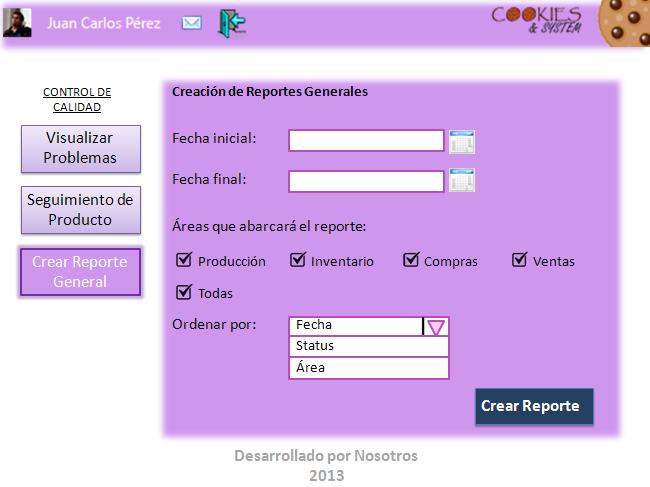 Juan Carlos Pérez
COOKIES
& SYSTEM
CONTROL DE
CALIDAD
Visualizar
Problemas
Seguimiento de
Producto
Crear Reporte
General
Creación de Reportes Generales
Fecha inicial:
Fecha final:
Áreas que abarcará el reporte:
Producción Inventario Compras Ventas
Todas
Ordenar por: Fecha
Status
Área
Crear Reporte
Desarrollado por Nosotros
2013